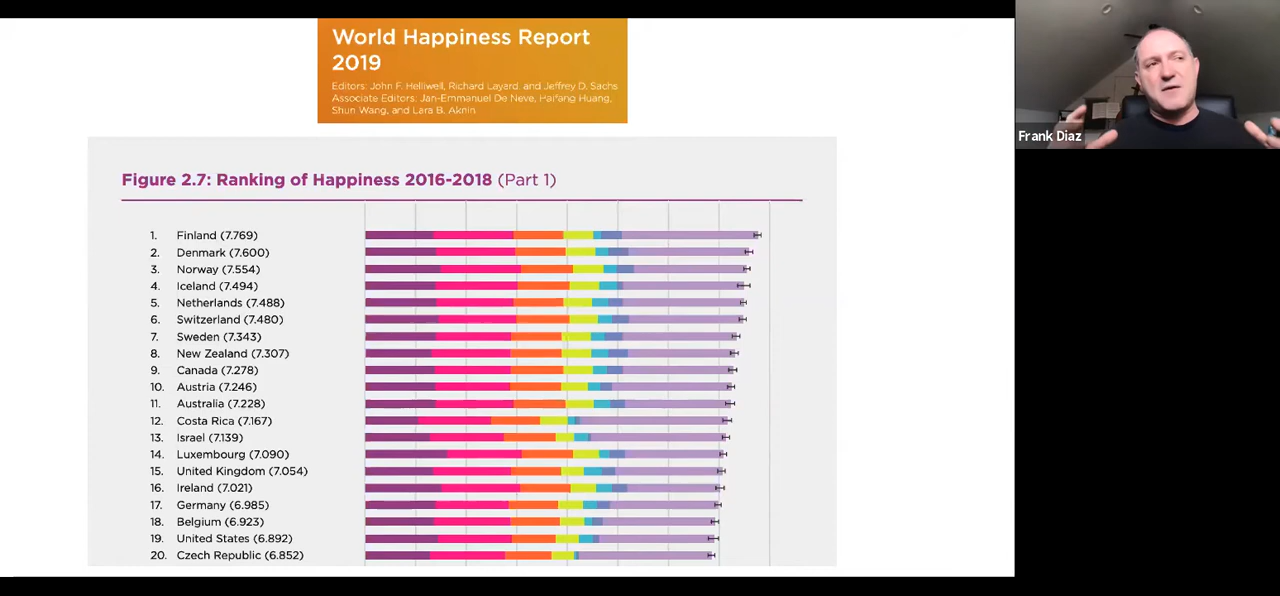 World Happiness Report
2019
Editors: John F. Helliwell, Richard Layard, and Jeffrey D. Sachs
Associate Editors: Jan-Emmanuel De Neve, Haifang Huang,
Shun Wang, and Lara B. Aknin
Frank Diaz
Figure 2.7: Ranking of Happiness 2016-2018 (Part 1)
1. Finland (7.769)
2. Denmark (7.600)
3. Norway (7.554)
4. Iceland (7.494)
5. Netherlands (7.488)
6. Switzerland (7.480)
7. Sweden (7.343)
8. New Zealand (7.307)
9. Canada (7.278)
10. Austria (7.246)
11. Australia (7.228)
12. Costa Rica (7.167)
13. Israel (7.139)
14. Luxembourg (7.090)
15. United Kingdom (7.054)
16. Ireland (7.021)
17. Germany (6.985)
18. Belgium (6.923)
19. United States (6.892)
20. Czech Republic (6.852)